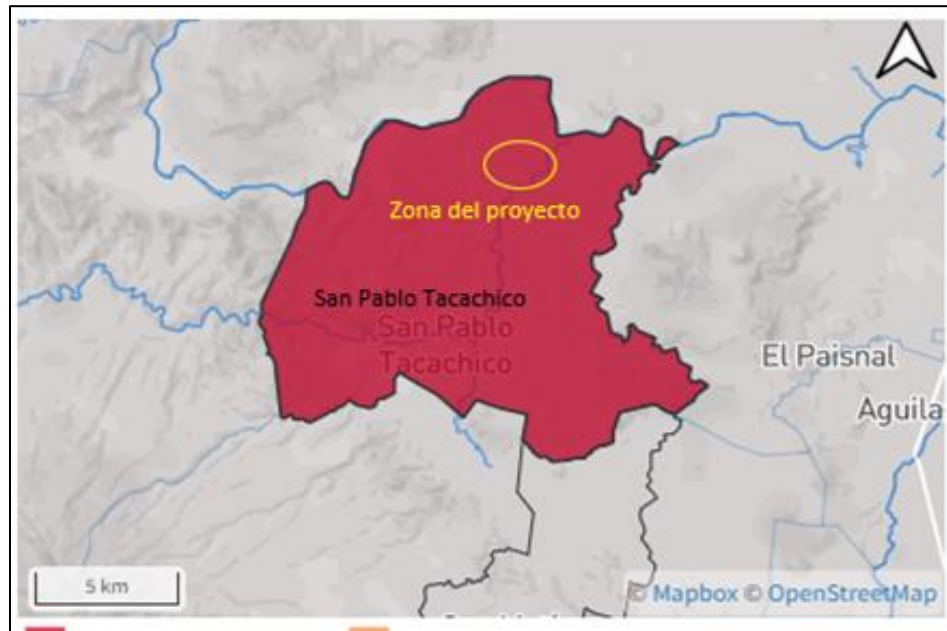 Zona del proyecto
San Pablo Tacachico
San Pablo
Tacachico
El Paisnal
Aguila
5 km
© Mapbox © OpenStreetMap